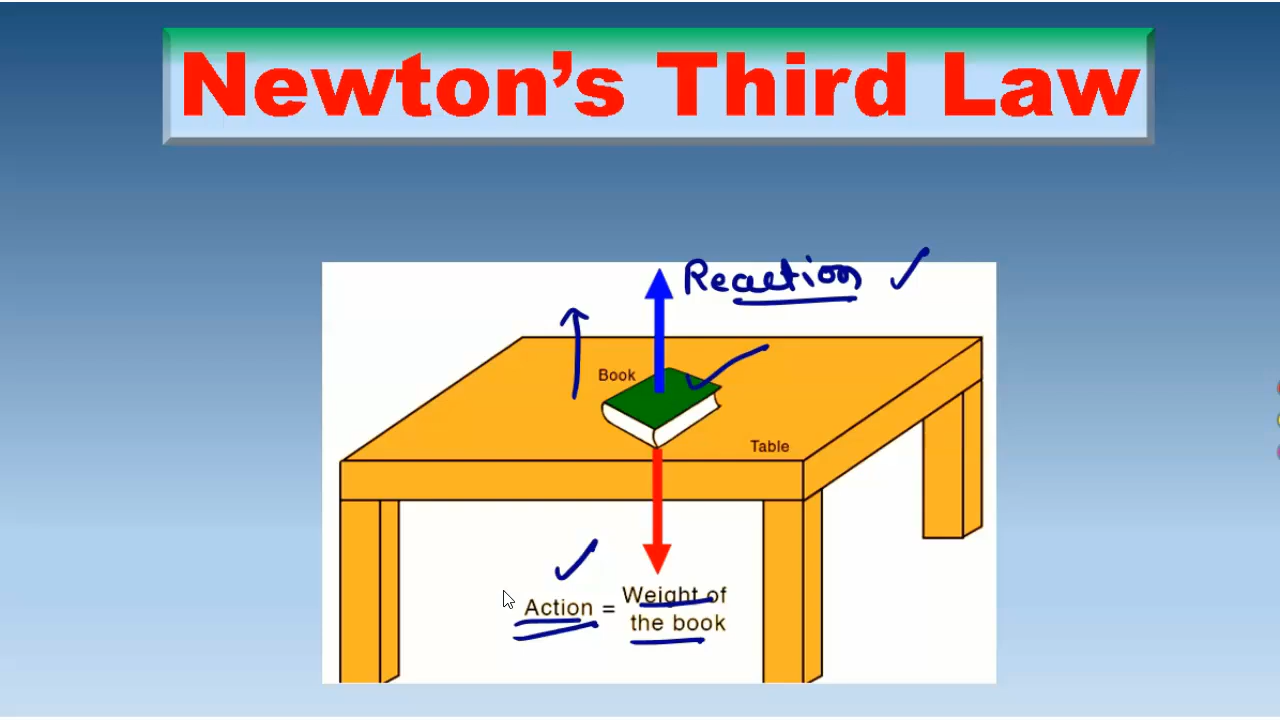 Newton's Third Law
Reaction
Book
Table
Action = Weight of
the book